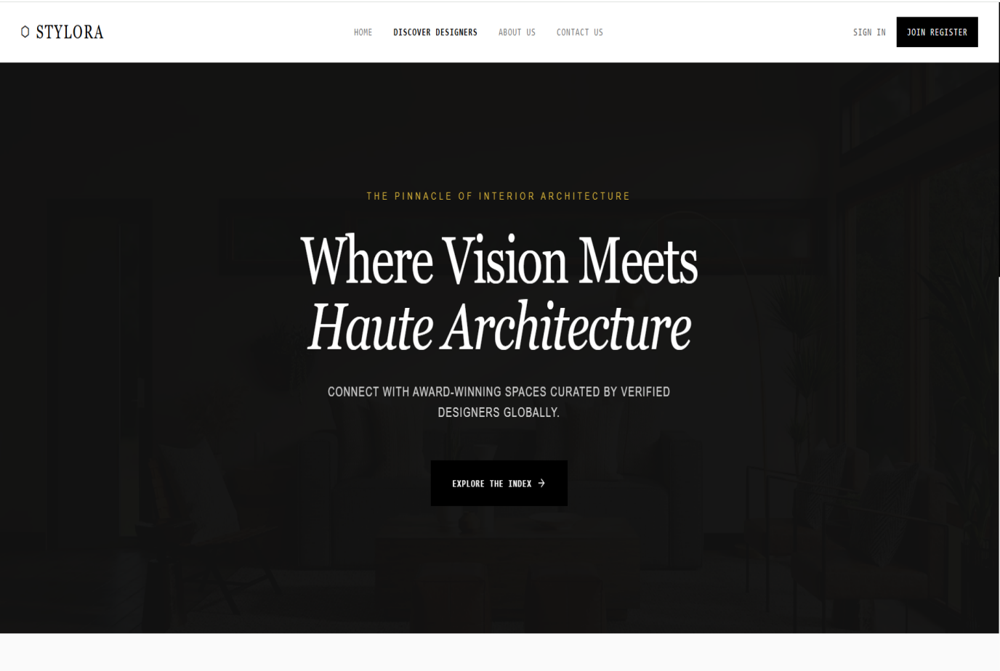 STYLORA
HOME
DISCOVER DESIGNERS
ABOUT US
CONTACT US
SIGN IN
JOIN REGISTER
THE PINNACLE OF INTERIOR ARCHITECTURE
Where Vision Meets
Haute Architecture
CONNECT WITH AWARD-WINNING SPACES CURATED BY VERIFIED
DESIGNERS GLOBALLY.
EXPLORE THE INDEX →